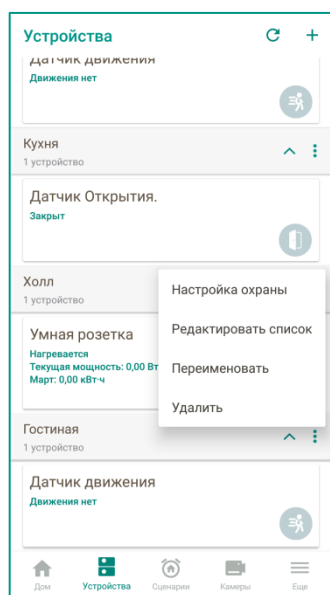 Устройства
Датчик движения
Движения нет
Кухня
1 устройство
Датчик Открытия.
Закрыт
Холл
1 устройство
Настройка охраны
Редактировать список
Переименовать
Удалить
Умная розетка
Нагревается
Текущая мощность: 0,00 Вт
Март: 0,00 кВт·ч
Гостиная
1 устройство
Датчик движения
Движения нет
Дом
Устройства
Сценарии
Камеры
Еще